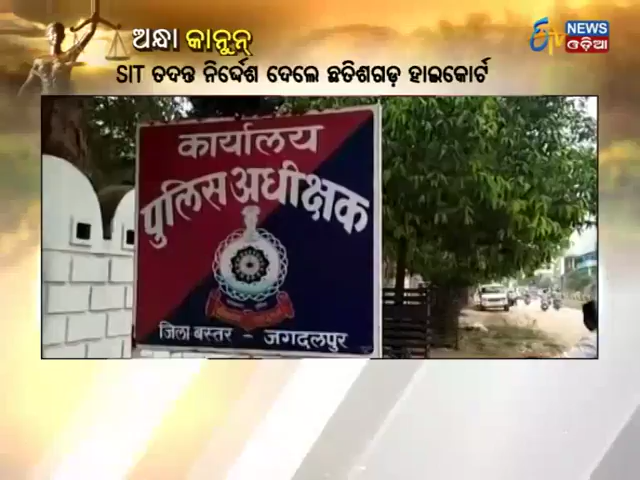 ଅନ୍ଧା କାନୁନ୍
ETV NEWS
ଓଡ଼ିଆ
SIT ତଦନ୍ତ ନିର୍ଦ୍ଦେଶ ଦେଲେ ଛତିଶଗଡ଼ ହାଇକୋର୍ଟ
कार्यालय
पुलिस अधीक्षक
जिला बस्तर - जगदलपुर